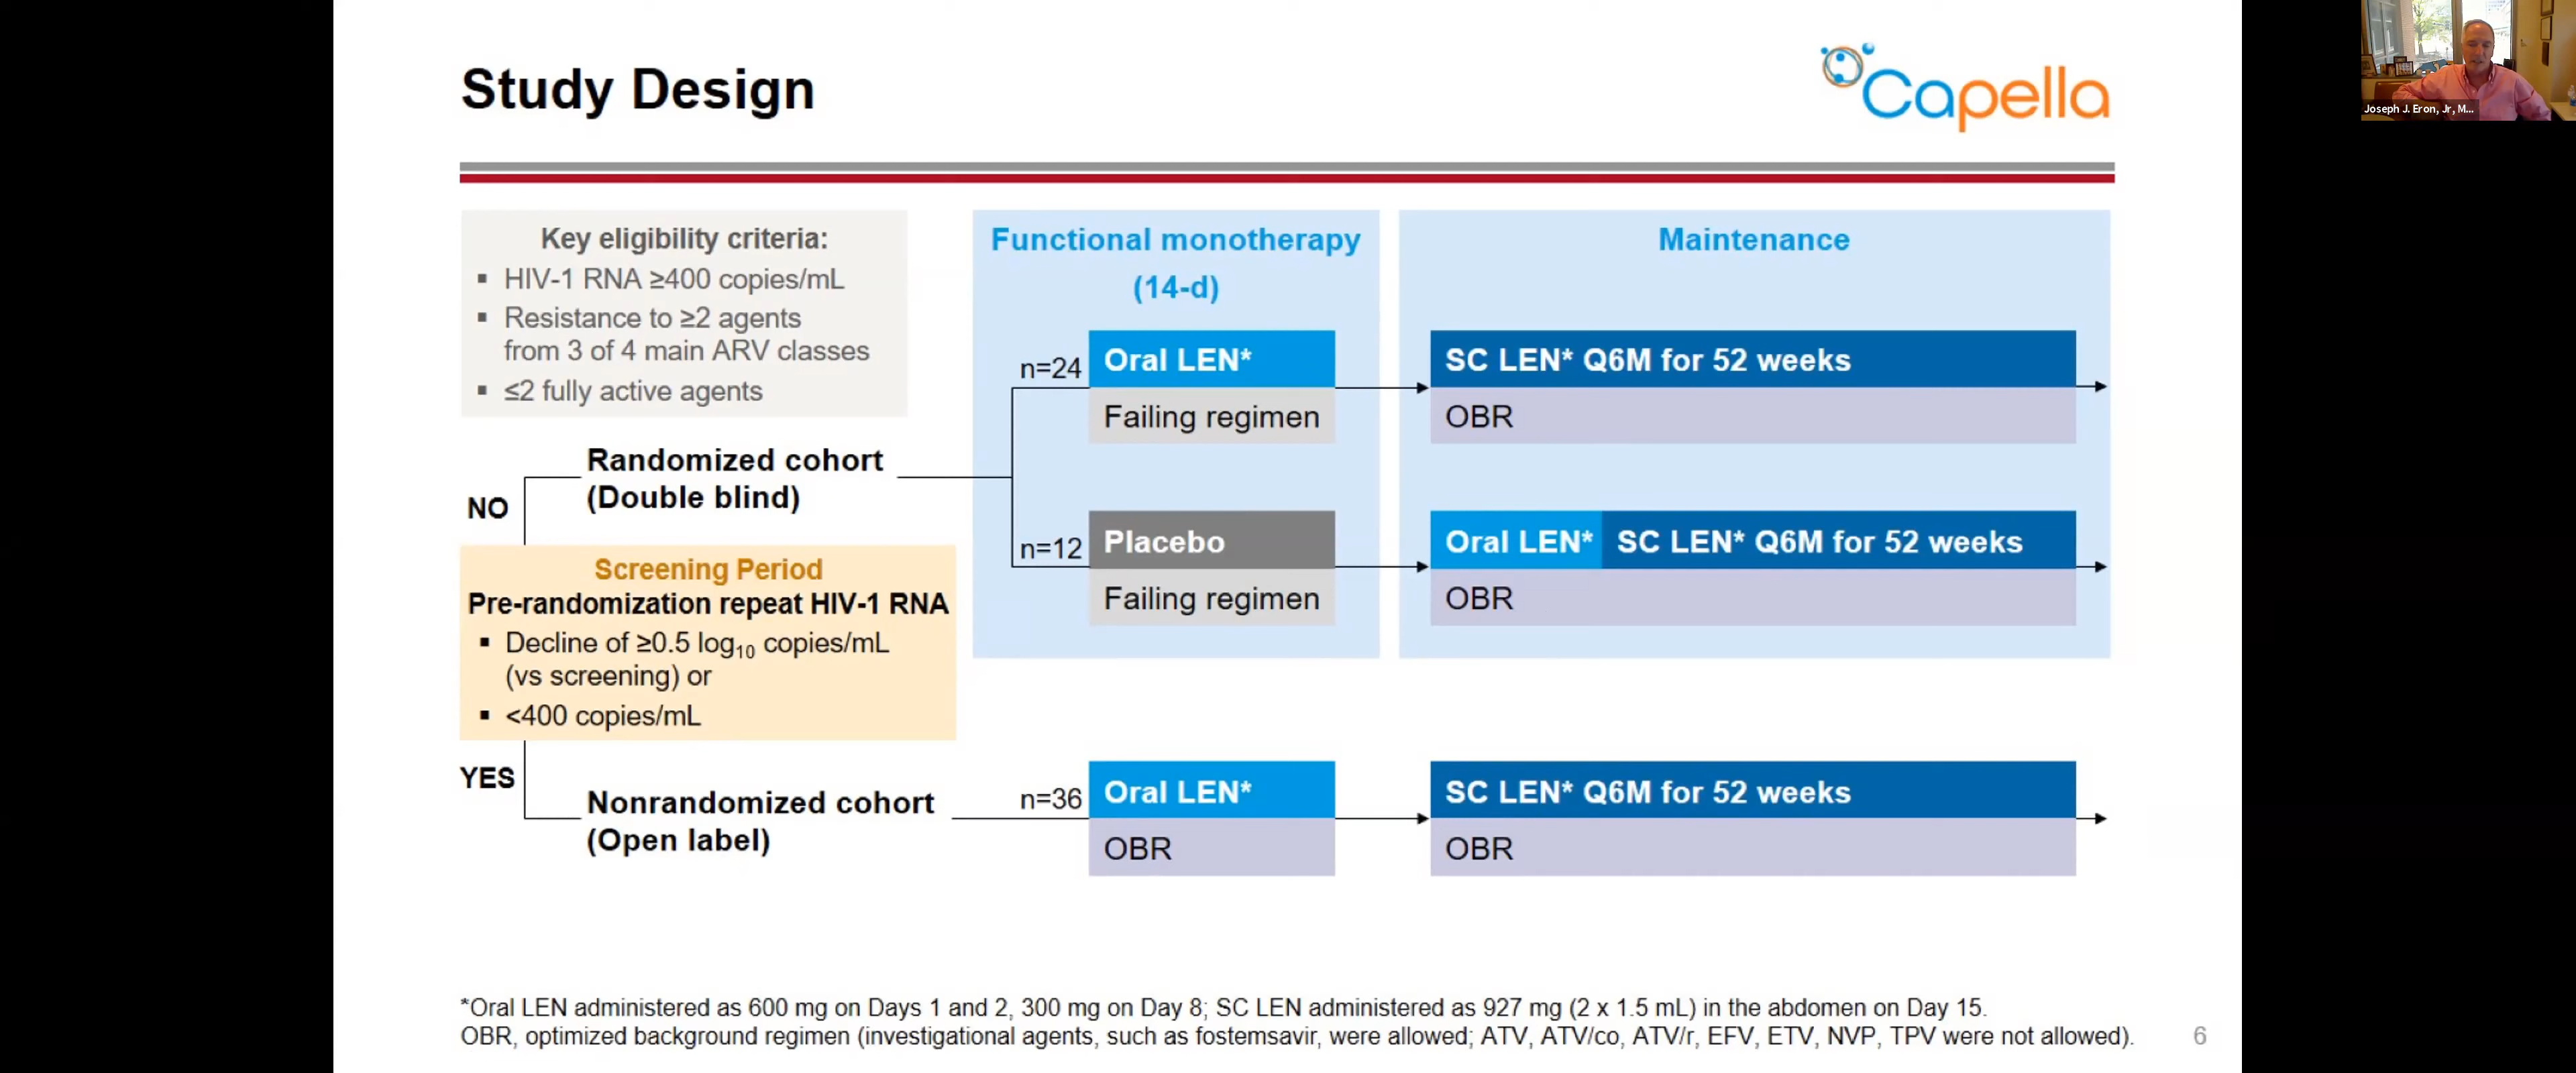 Study Design
Capella
Joseph J. Eron, Jr, M...
Key eligibility criteria:
▪ HIV-1 RNA ≥400 copies/mL
▪ Resistance to ≥2 agents
from 3 of 4 main ARV classes
▪ ≤2 fully active agents
Functional monotherapy
(14-d)
Maintenance
n=24
Oral LEN*
Failing regimen
SC LEN* Q6M for 52 weeks
OBR
Randomized cohort
(Double blind)
NO
n=12
Placebo
Failing regimen
Oral LEN* SC LEN* Q6M for 52 weeks
OBR
Screening Period
Pre-randomization repeat HIV-1 RNA
▪ Decline of ≥0.5 log₁₀ copies/mL
(vs screening) or
▪ <400 copies/mL
YES
Nonrandomized cohort
(Open label)
n=36
Oral LEN*
OBR
SC LEN* Q6M for 52 weeks
OBR
*Oral LEN administered as 600 mg on Days 1 and 2, 300 mg on Day 8; SC LEN administered as 927 mg (2 x 1.5 mL) in the abdomen on Day 15.
OBR, optimized background regimen (investigational agents, such as fostemsavir, were allowed; ATV, ATV/co, ATV/r, EFV, ETV, NVP, TPV were not allowed).
6